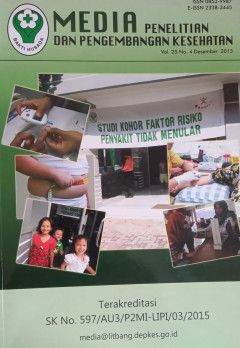 ISSN 0853-9987
E-ISSN 2338-3445
MEDIA PENELITIAN
DAN PENGEMBANGAN KESEHATAN
Vol. 25 No. 4 Desember 2015
BAKTI HUSADA
STUDI KOHOR FAKTOR RISIKO
PENYAKIT TIDAK MENULAR
Terakreditasi
SK No. 597/AU3/P2MI-LIPI/03/2015
media@litbang.depkes.go.id